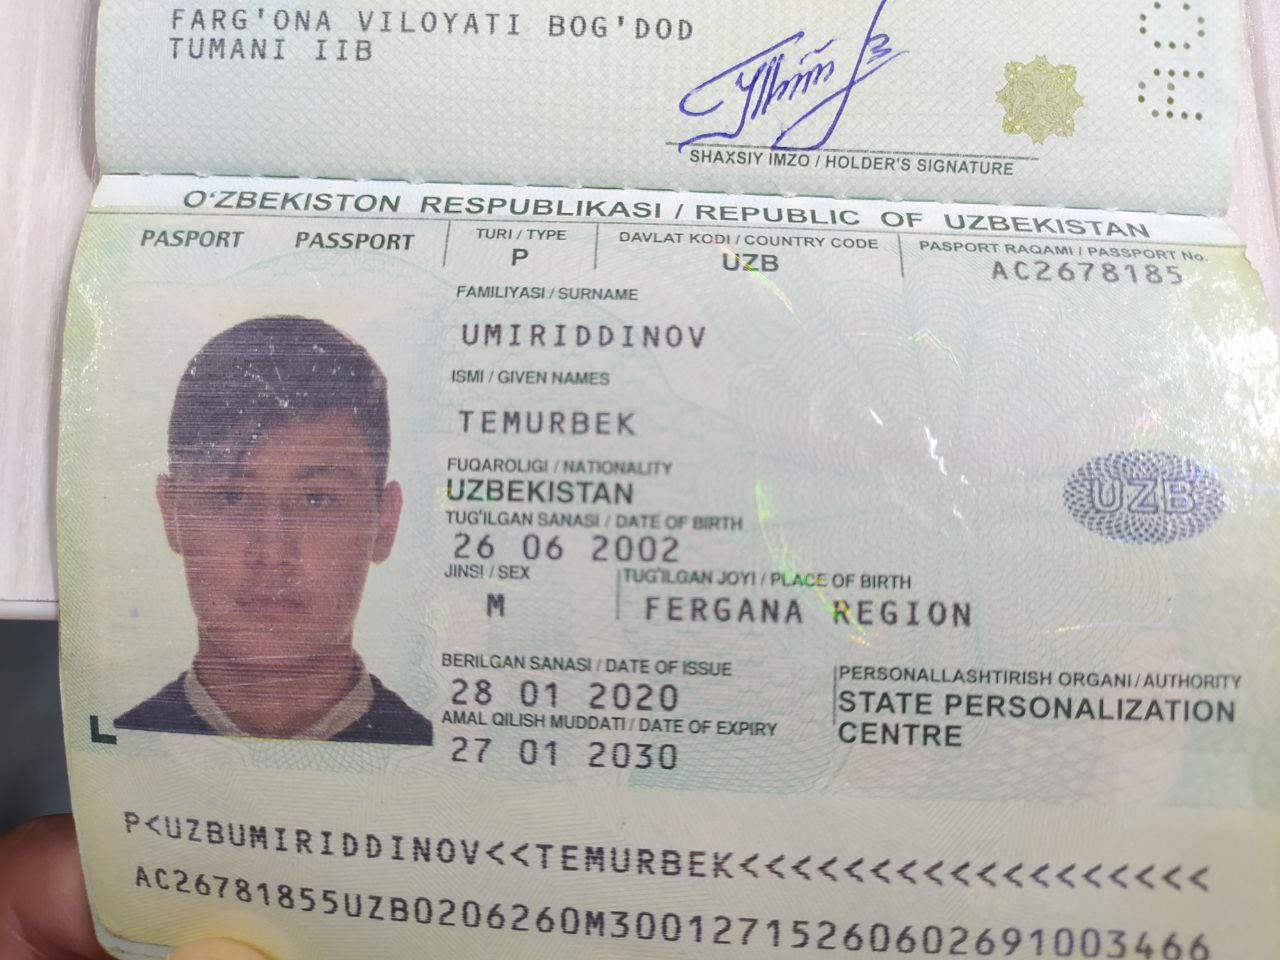 FARG'ONA VILOYATI BOG'DOD
TUMANI IIB
SHAXSIY IMZO / HOLDER'S SIGNATURE
O‘ZBEKISTON RESPUBLIKASI / REPUBLIC OF UZBEKISTAN
PASPORT PASSPORT
TURI / TYPE
P
DAVLAT KODI / COUNTRY CODE
UZB
PASPORT RAQAMI / PASSPORT No.
AC2678185
FAMILIYASI / SURNAME
UMIRIDDINOV
ISMI / GIVEN NAMES
TEMURBEK
FUQAROLIGI / NATIONALITY
UZBEKISTAN
TUG'ILGAN SANASI / DATE OF BIRTH
26 06 2002
JINSI / SEX
M
TUG'ILGAN JOYI / PLACE OF BIRTH
FERGANA REGION
BERILGAN SANASI / DATE OF ISSUE
28 01 2020
AMAL QILISH MUDDATI / DATE OF EXPIRY
27 01 2030
PERSONALLASHTIRISH ORGANI / AUTHORITY
STATE PERSONALIZATION
CENTRE
UZB
P<UZBUMIRIDDINOV<<TEMURBEK<<<<<<<<<<<<<<<<<<
AC26781855UZB0206260M30012715260602691003466